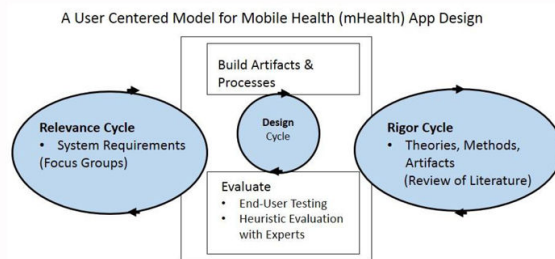 A User Centered Model for Mobile Health (mHealth) App Design
Build Artifacts &
Processes
Relevance Cycle
• System Requirements
(Focus Groups)
Design
Cycle
Rigor Cycle
• Theories, Methods,
Artifacts
(Review of Literature)
Evaluate
• End-User Testing
• Heuristic Evaluation
with Experts